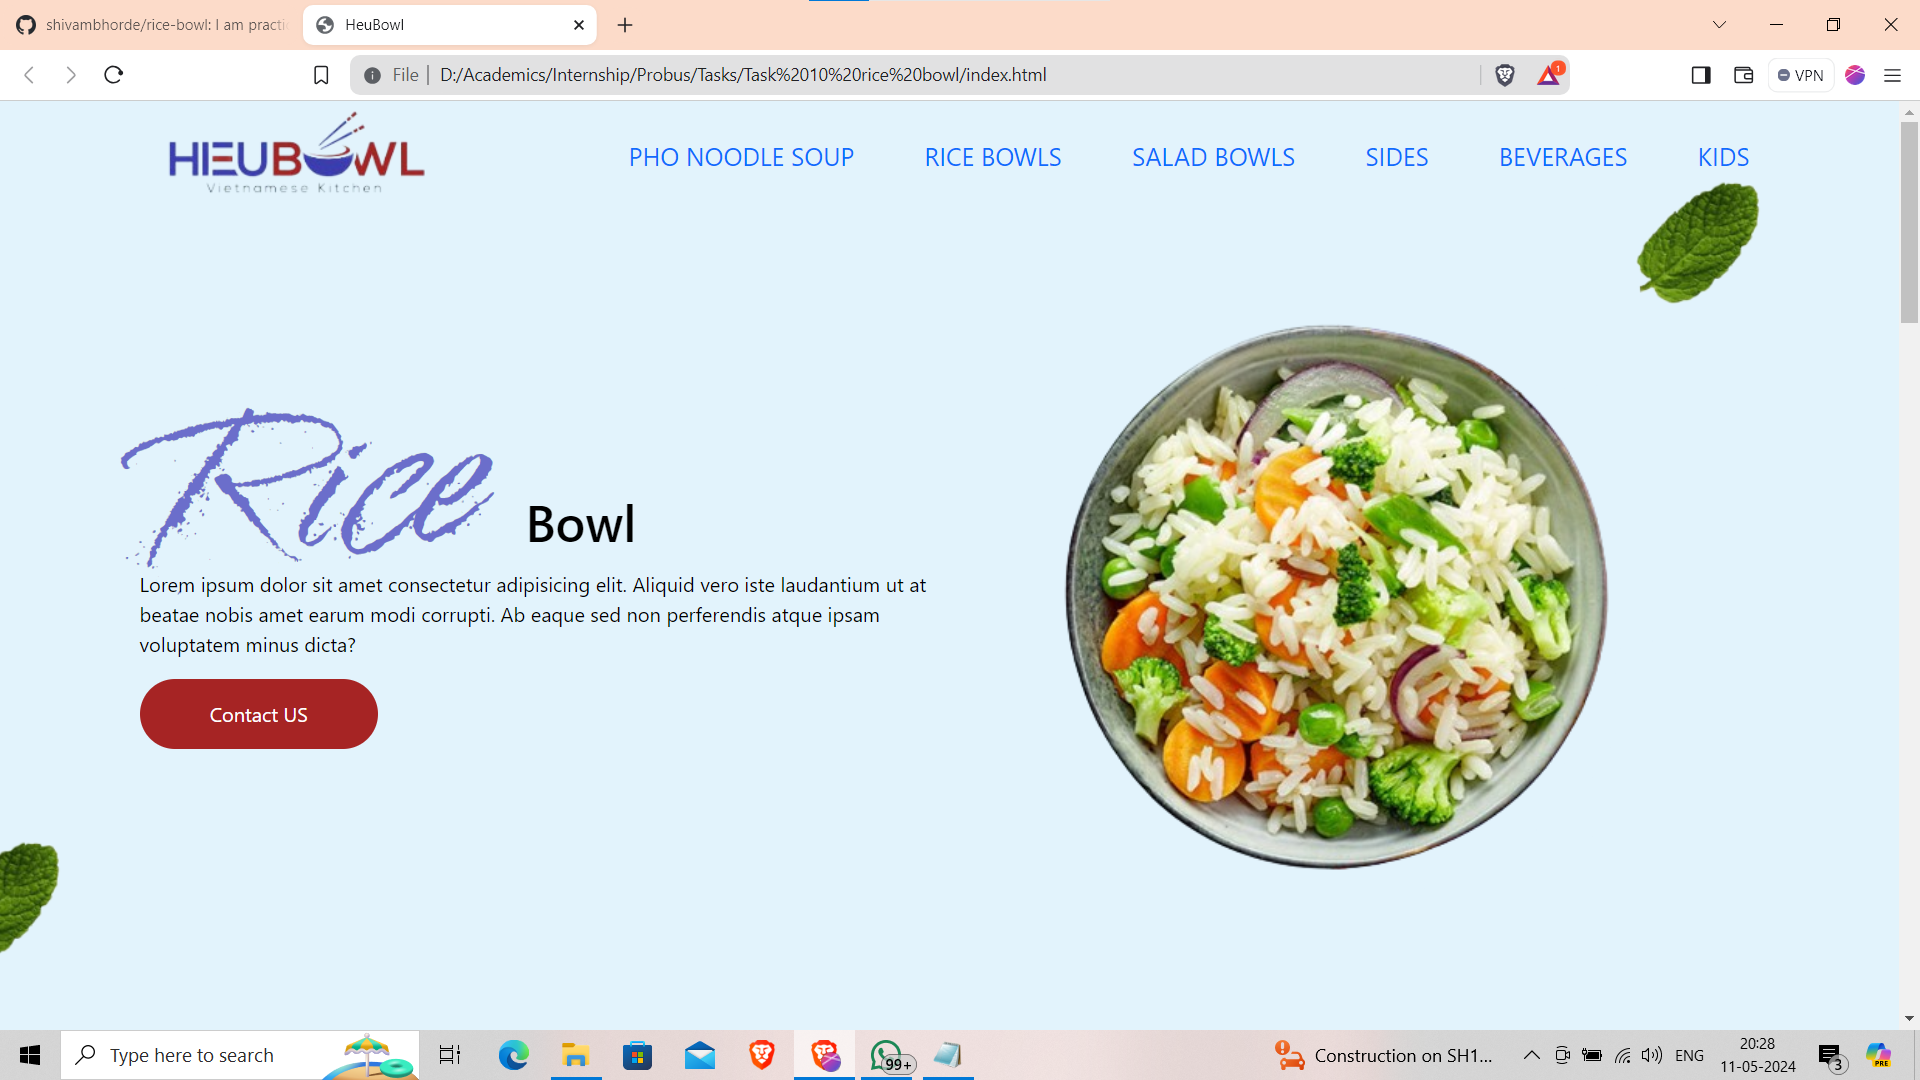 shivambhorde/rice-bowl: I am practi
HeuBowl
File
D:/Academics/Internship/Probus/Tasks/Task%2010%20rice%20bowl/index.html
1
VPN
HIEUBOWL
Vietnamese Kitchen
PHO NOODLE SOUP
RICE BOWLS
SALAD BOWLS
SIDES
BEVERAGES
KIDS
Rice
Bowl
Lorem ipsum dolor sit amet consectetur adipisicing elit. Aliquid vero iste laudantium ut at
beatae nobis amet earum modi corrupti. Ab eaque sed non perferendis atque ipsam
voluptatem minus dicta?
Contact US
Type here to search
99+
Construction on SH1...
ENG
20:28
11-05-2024
3
PRE